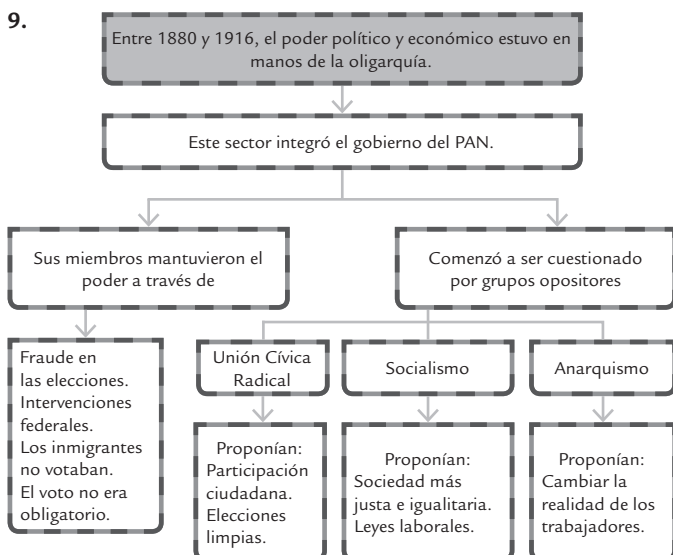 9.
Entre 1880 y 1916, el poder político y económico estuvo en
manos de la oligarquía.
Este sector integró el gobierno del PAN.
Sus miembros mantuvieron el
poder a través de
Comenzó a ser cuestionado
por grupos opositores
Fraude en
las elecciones.
Intervenciones
federales.
Los inmigrantes
no votaban.
El voto no era
obligatorio.
Unión Cívica
Radical
Socialismo
Anarquismo
Proponían:
Participación
ciudadana.
Elecciones
limpias.
Proponían:
Sociedad más
justa e igualitaria.
Leyes laborales.
Proponían:
Cambiar la
realidad de los
trabajadores.